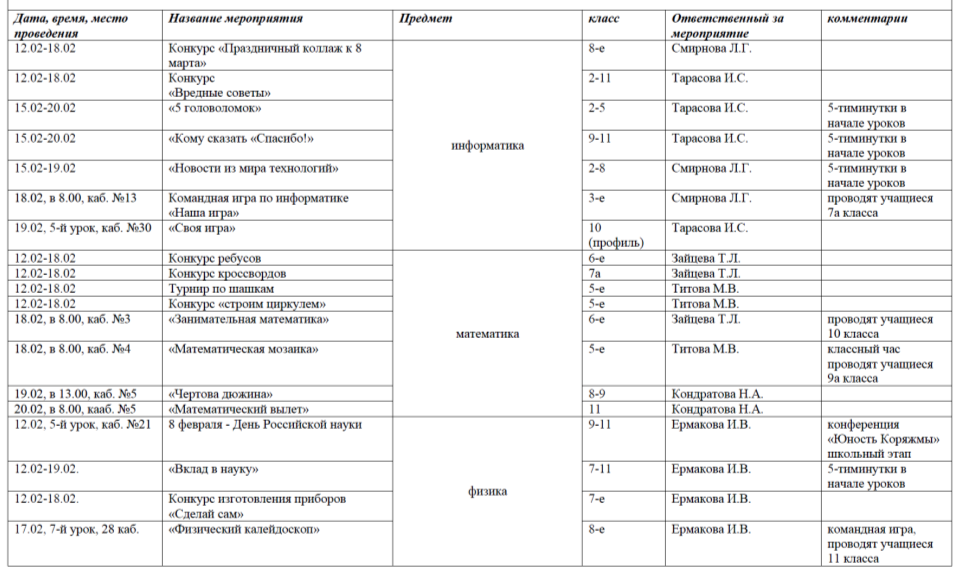 Дата, время, место проведения | Название мероприятия | Предмет | класс | Ответственный за мероприятие | комментарии
12.02-18.02 | Конкурс «Праздничный коллаж к 8 марта» | информатика | 8-е | Смирнова Л.Г. |
12.02-18.02 | Конкурс «Вредные советы» | 2-11 | Тарасова И.С. |
15.02-20.02 | «5 головоломок» | 2-5 | Тарасова И.С. | 5-тиминутки в начале уроков
15.02-20.02 | «Кому сказать «Спасибо!» | 9-11 | Тарасова И.С. | 5-тиминутки в начале уроков
15.02-19.02 | «Новости из мира технологий» | 2-8 | Смирнова Л.Г. | 5-тиминутки в начале уроков
18.02, в 8.00, каб. №13 | Командная игра по информатике «Наша игра» | 3-е | Смирнова Л.Г. | проводят учащиеся 7а класса
19.02, 5-й урок, каб. №30 | «Своя игра» | 10 (профиль) | Тарасова И.С. |
12.02-18.02 | Конкурс ребусов | математика | 6-е | Зайцева Т.Л. |
12.02-18.02 | Конкурс кроссвордов | 7а | Зайцева Т.Л. |
12.02-18.02 | Турнир по шашкам | 5-е | Титова М.В. |
12.02-18.02 | Конкурс «строим циркулем» | 5-е | Титова М.В. |
18.02, в 8.00, каб. №3 | «Занимательная математика» | 6-е | Зайцева Т.Л. | проводят учащиеся 10 класса
18.02, в 8.00, каб. №4 | «Математическая мозаика» | 5-е | Титова М.В. | классный час проводят учащиеся 9а класса
19.02, в 13.00, каб. №5 | «Чертова дюжина» | 8-9 | Кондратова Н.А. |
20.02, в 8.00, кааб. №5 | «Математический вылет» | 11 | Кондратова Н.А. |
12.02, 5-й урок, каб. №21 | 8 февраля - День Российской науки | физика | 9-11 | Ермакова И.В. | конференция «Юность Коряжмы» школьный этап
12.02-19.02. | «Вклад в науку» | 7-11 | Ермакова И.В. | 5-тиминутки в начале уроков
12.02-18.02. | Конкурс изготовления приборов «Сделай сам» | 7-е | Ермакова И.В. |
17.02, 7-й урок, 28 каб. | «Физический калейдоскоп» | 8-е | Ермакова И.В. | командная игра, проводят учащиеся 11 класса